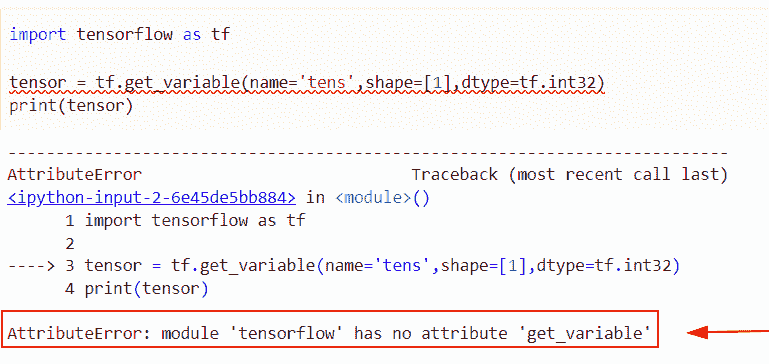 import tensorflow as tf
tensor = tf.get_variable(name='tens',shape=[1],dtype=tf.int32)
print(tensor)
---------------------------------------------------------------------------
AttributeError                            Traceback (most recent call last)
<ipython-input-2-6e45de5bb884> in <module>()
      1 import tensorflow as tf
      2
----> 3 tensor = tf.get_variable(name='tens',shape=[1],dtype=tf.int32)
      4 print(tensor)
AttributeError: module 'tensorflow' has no attribute 'get_variable'